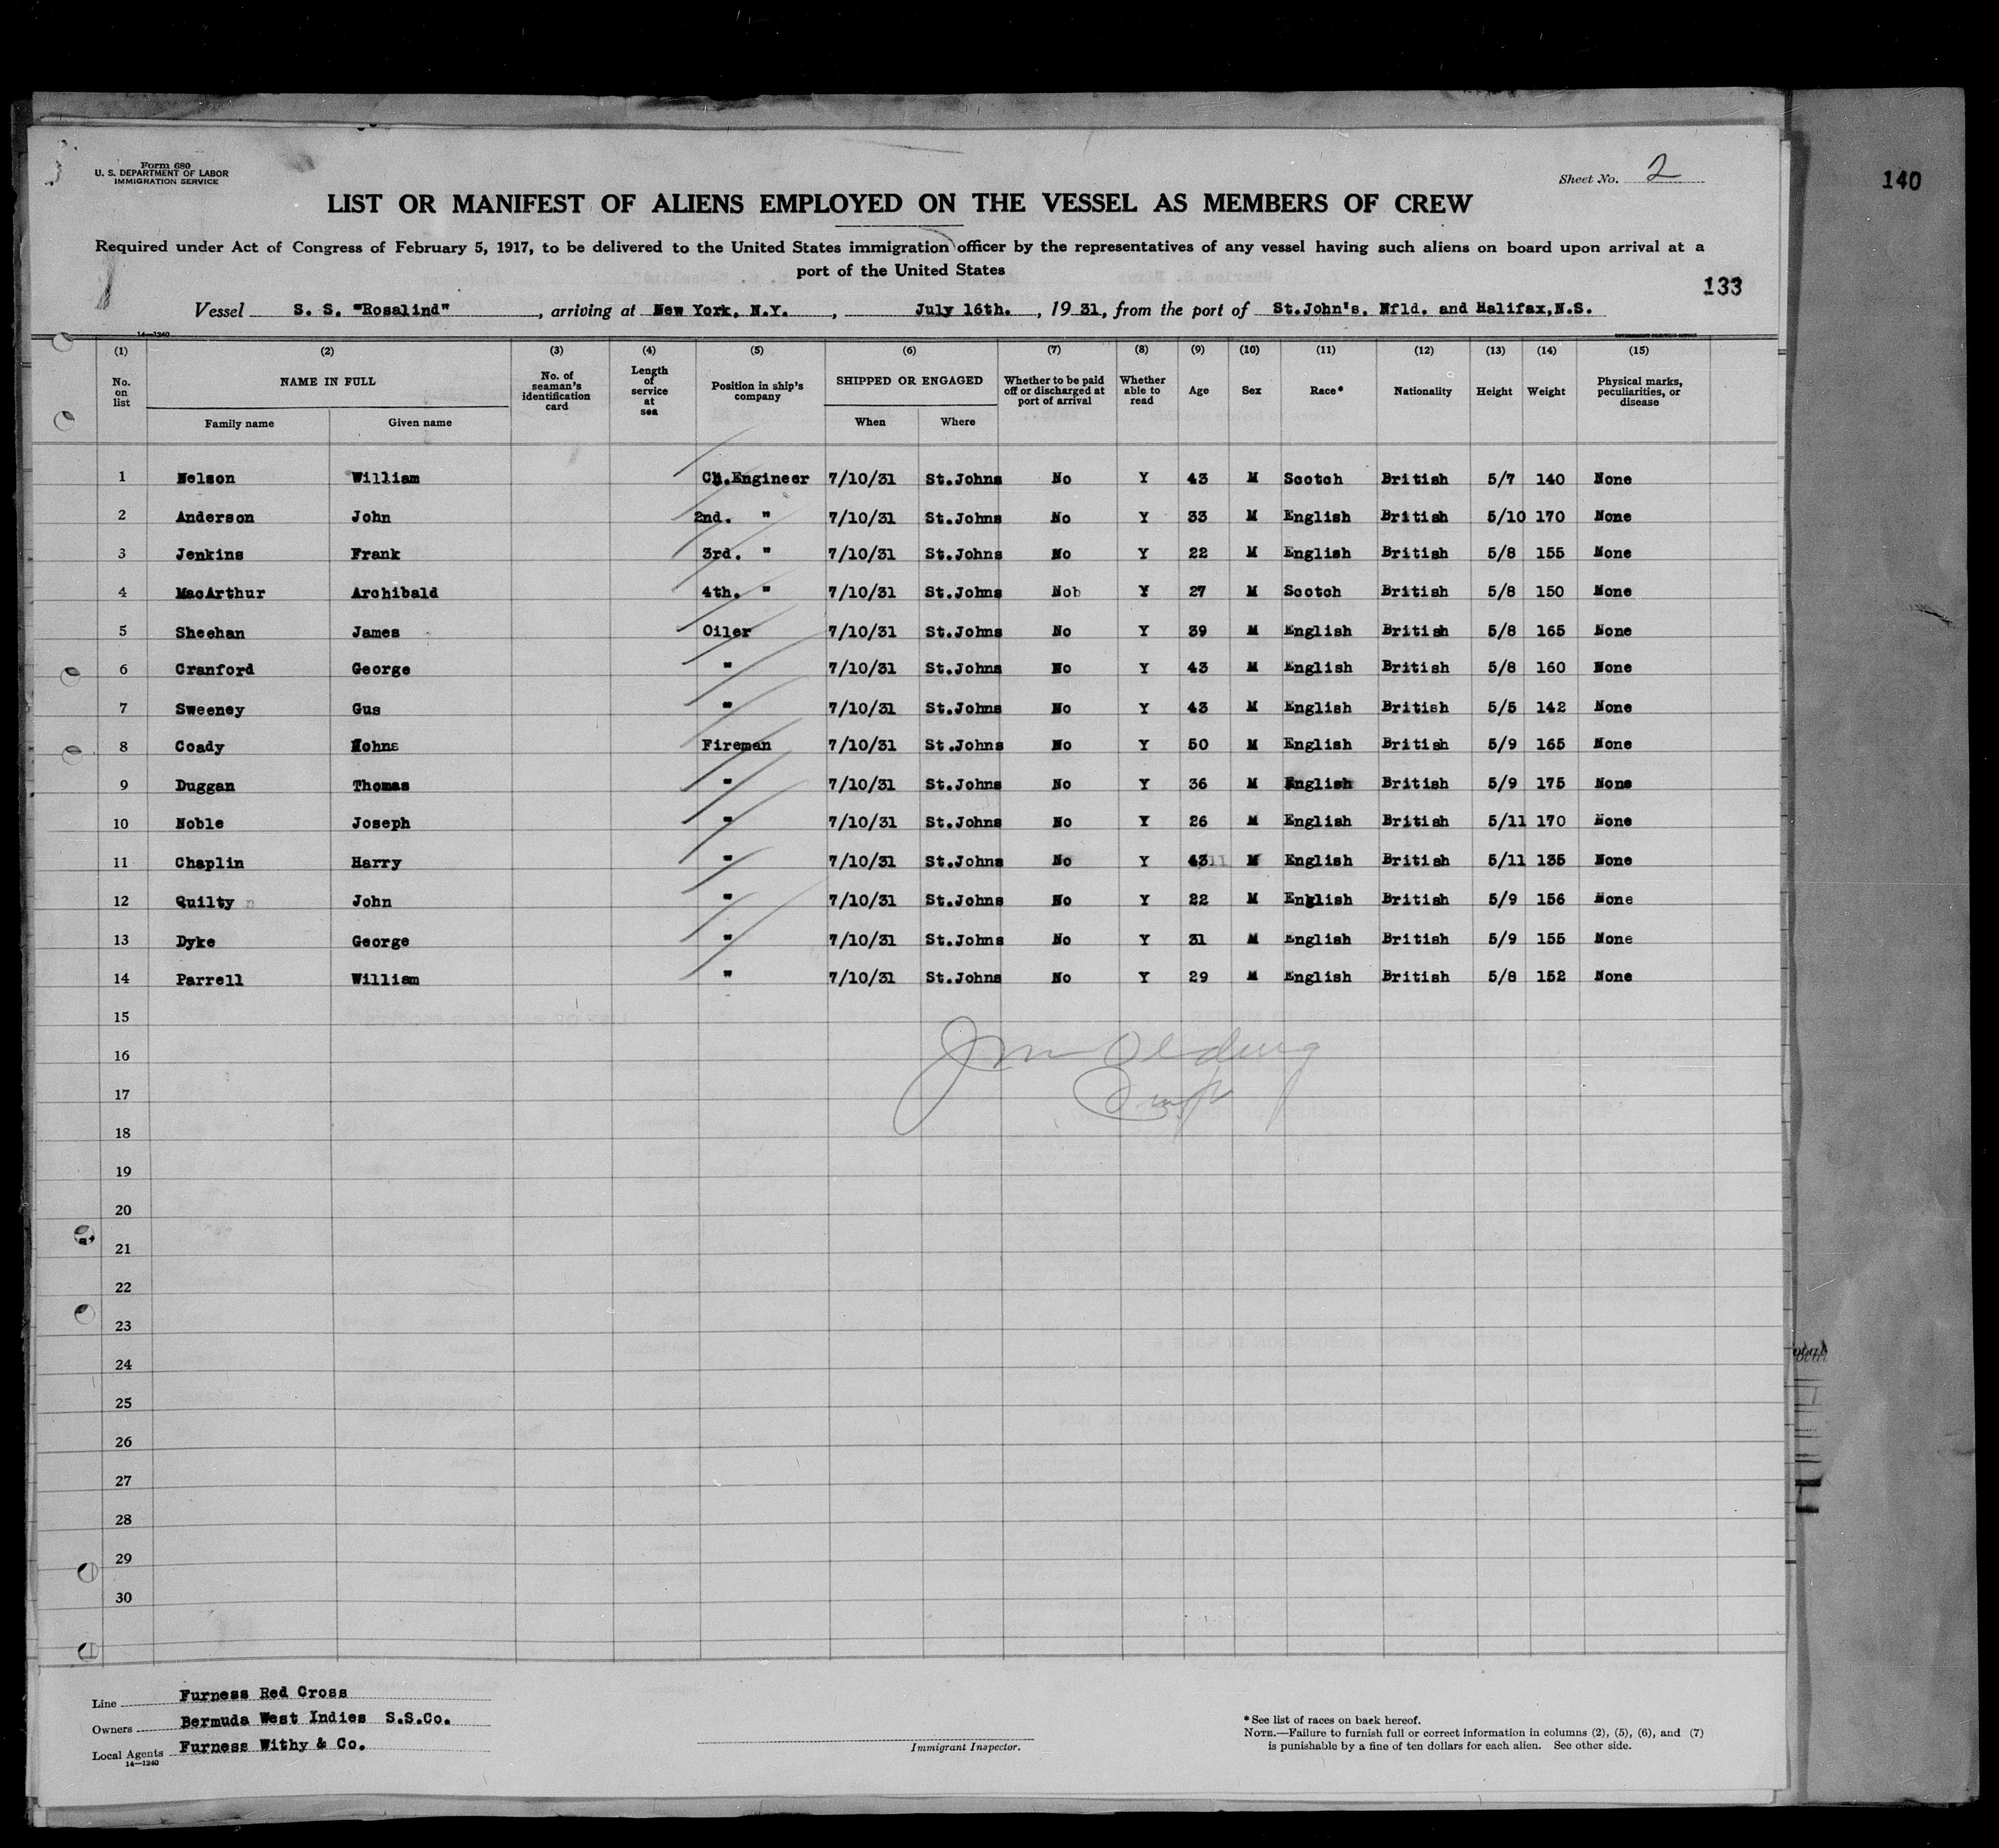 Form 680
U. S. DEPARTMENT OF LABOR
IMMIGRATION SERVICE
Sheet No. 2
140
LIST OR MANIFEST OF ALIENS EMPLOYED ON THE VESSEL AS MEMBERS OF CREW
Required under Act of Congress of February 5, 1917, to be delivered to the United States immigration officer by the representatives of any vessel having such aliens on board upon arrival at a
port of the United States
133
Vessel S. S. "Rosalind", arriving at New York, N.Y., July 16th., 1931, from the port of St.John's, Nfld. and Halifax,N.S.
14—1240
(1) (2) (3) (4) (5) (6) (7) (8) (9) (10) (11) (12) (13) (14) (15)
No. on list NAME IN FULL Family name Given name No. of seaman's identification card Length of service at sea Position in ship's company SHIPPED OR ENGAGED When Where Whether to be paid off or discharged at port of arrival Whether able to read Age Sex Race* Nationality Height Weight Physical marks, peculiarities, or disease
1 Nelson William Ch.Engineer 7/10/31 St.Johns No Y 43 M Scotch British 5/7 140 None
2 Anderson John 2nd. " 7/10/31 St.Johns No Y 33 M English British 5/10 170 None
3 Jenkins Frank 3rd. " 7/10/31 St.Johns No Y 22 M English British 5/8 155 None
4 MacArthur Archibald 4th. " 7/10/31 St.Johns Nob Y 27 M Scotch British 5/8 150 None
5 Sheehan James Oiler 7/10/31 St.Johns No Y 39 M English British 5/8 165 None
6 Cranford George " 7/10/31 St.Johns No Y 43 M English British 5/8 160 None
7 Sweeney Gus " 7/10/31 St.Johns No Y 43 M English British 5/5 142 None
8 Coady Fireman 7/10/31 St.Johns No Y 50 M English British 5/9 165 None
9 Duggan Thomas " 7/10/31 St.Johns No Y 36 M English British 5/9 175 None
10 Noble Joseph " 7/10/31 St.Johns No Y 26 M English British 5/11 170 None
11 Chaplin Harry " 7/10/31 St.Johns No Y 43 M English British 5/11 135 None
12 Quilty John " 7/10/31 St.Johns No Y 22 M English British 5/9 156 None
13 Dyke George " 7/10/31 St.Johns No Y 31 M English British 5/9 155 None
14 Parrell William " 7/10/31 St.Johns No Y 29 M English British 5/8 152 None
15
16
17
18
19
20
21
22
23
24
25
26
27
28
29
30
Line Furness Red Cross
Owners Bermuda West Indies S.S.Co.
Local Agents Furness Withy & Co.
14—1240
Immigrant Inspector.
*See list of races on back hereof.
NOTE.—Failure to furnish full or correct information in columns (2), (5), (6), and (7)
is punishable by a fine of ten dollars for each alien. See other side.